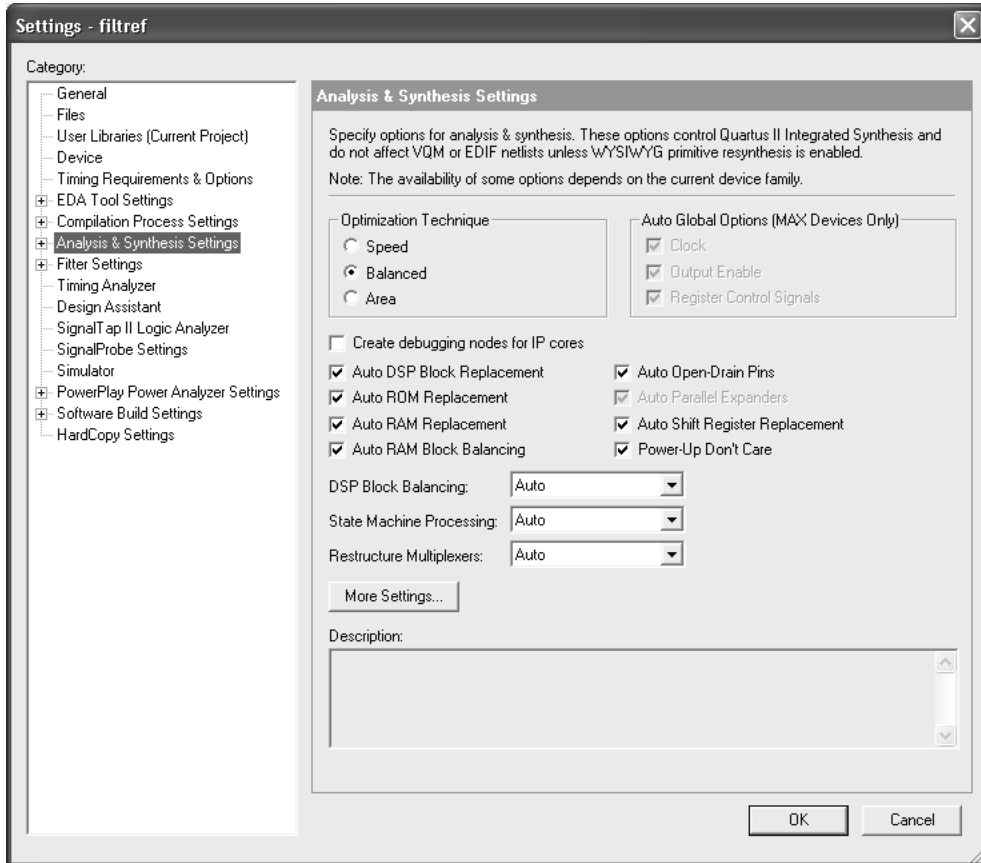 Settings - filtref
Category:
General
Files
User Libraries (Current Project)
Device
Timing Requirements & Options
EDA Tool Settings
Compilation Process Settings
Analysis & Synthesis Settings
Fitter Settings
Timing Analyzer
Design Assistant
SignalTap II Logic Analyzer
SignalProbe Settings
Simulator
PowerPlay Power Analyzer Settings
Software Build Settings
HardCopy Settings
Analysis & Synthesis Settings
Specify options for analysis & synthesis. These options control Quartus II Integrated Synthesis and
do not affect VQM or EDIF netlists unless WYSIWYG primitive resynthesis is enabled.
Note: The availability of some options depends on the current device family.
Optimization Technique
Speed
Balanced
Area
Auto Global Options (MAX Devices Only)
Clock
Output Enable
Register Control Signals
Create debugging nodes for IP cores
Auto DSP Block Replacement
Auto ROM Replacement
Auto RAM Replacement
Auto RAM Block Balancing
Auto Open-Drain Pins
Auto Parallel Expanders
Auto Shift Register Replacement
Power-Up Don't Care
DSP Block Balancing: Auto
State Machine Processing: Auto
Restructure Multiplexers: Auto
More Settings...
Description:
OK Cancel